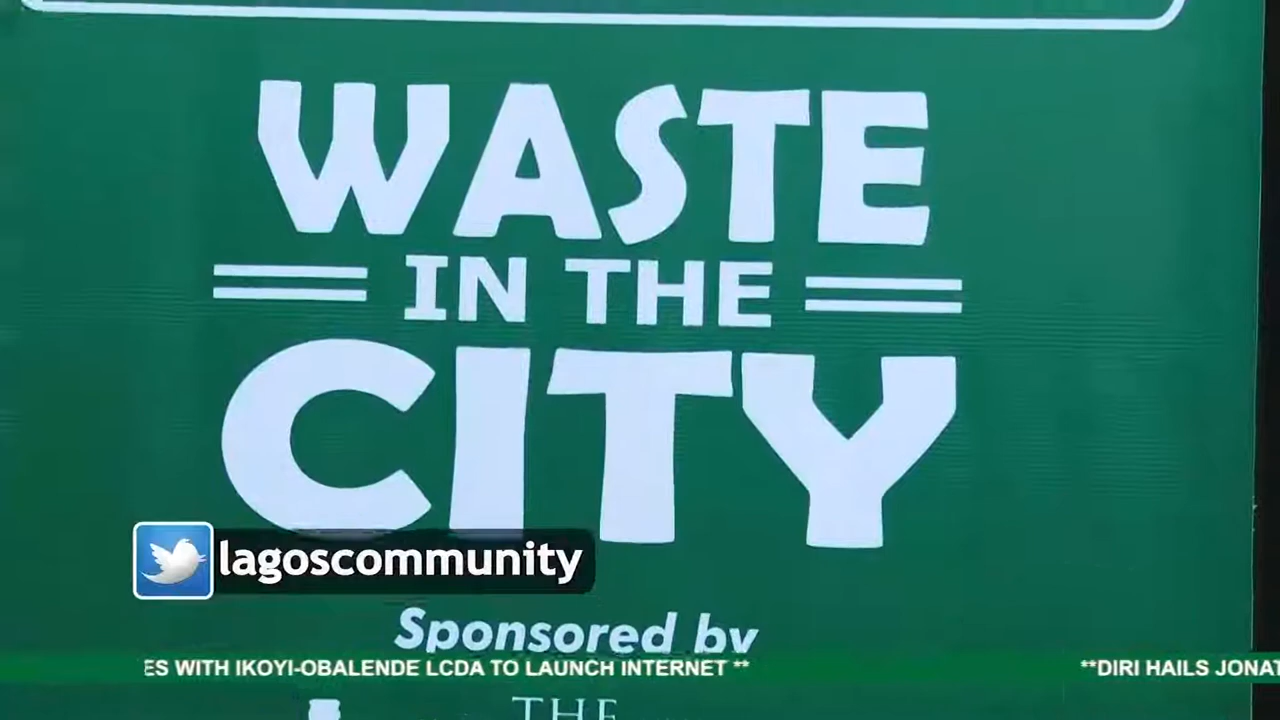 WASTE
IN THE
CITY
lagoscommunity
Sponsored by
ES WITH IKOYI-OBALENDE LCDA TO LAUNCH INTERNET ** **DIRI HAILS JONAT
THE